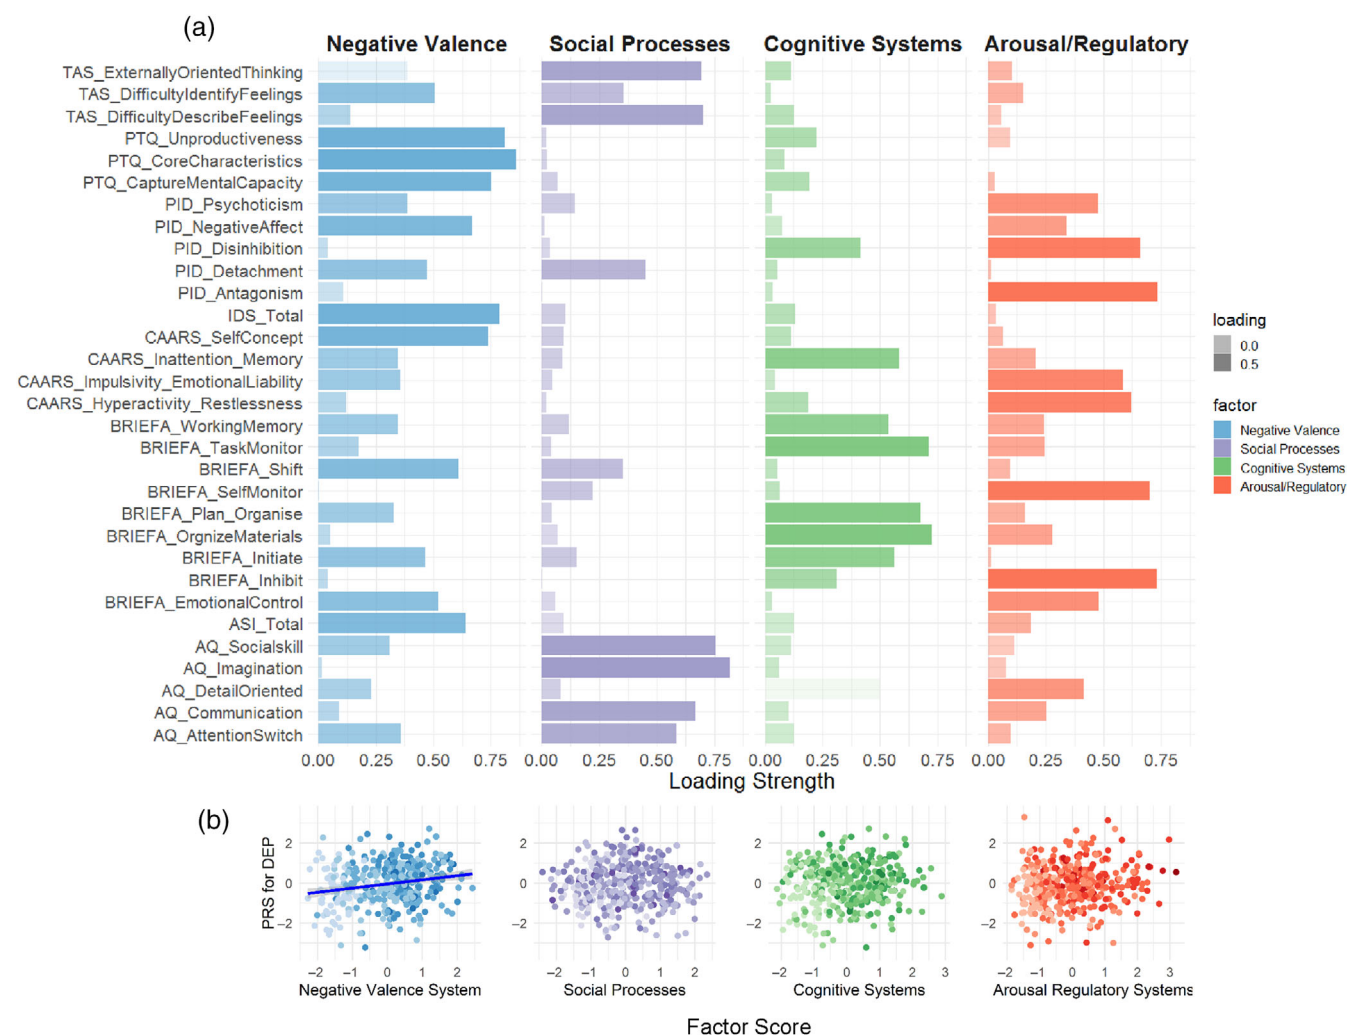 (a)
Negative Valence Social Processes Cognitive Systems Arousal/Regulatory
TAS_ExternallyOrientedThinking
TAS_DifficultyIdentifyFeelings
TAS_DifficultyDescribeFeelings
PTQ_Unproductiveness
PTQ_CoreCharacteristics
PTQ_CaptureMentalCapacity
PID_Psychoticism
PID_NegativeAffect
PID_Disinhibition
PID_Detachment
PID_Antagonism
IDS_Total
CAARS_SelfConcept
CAARS_Inattention_Memory
CAARS_Impulsivity_EmotionalLiability
CAARS_Hyperactivity_Restlessness
BRIEFA_WorkingMemory
BRIEFA_TaskMonitor
BRIEFA_Shift
BRIEFA_SelfMonitor
BRIEFA_Plan_Organise
BRIEFA_OrgnizeMaterials
BRIEFA_Initiate
BRIEFA_Inhibit
BRIEFA_EmotionalControl
ASI_Total
AQ_Socialskill
AQ_Imagination
AQ_DetailOriented
AQ_Communication
AQ_AttentionSwitch
0.00 0.25 0.50 0.75 0.00 0.25 0.50 0.75 0.00 0.25 0.50 0.75 0.00 0.25 0.50 0.75
Loading Strength
loading
0.0
0.5
factor
Negative Valence
Social Processes
Cognitive Systems
Arousal/Regulatory
(b)
PRS for DEP
2 2 2 2
0 0 0 0
−2 −2 −2 −2
−2 −1 0 1 2 −2 −1 0 1 2 −2 −1 0 1 2 3 −2 −1 0 1 2 3
Negative Valence System Social Processes Cognitive Systems Arousal Regulatory Systems
Factor Score